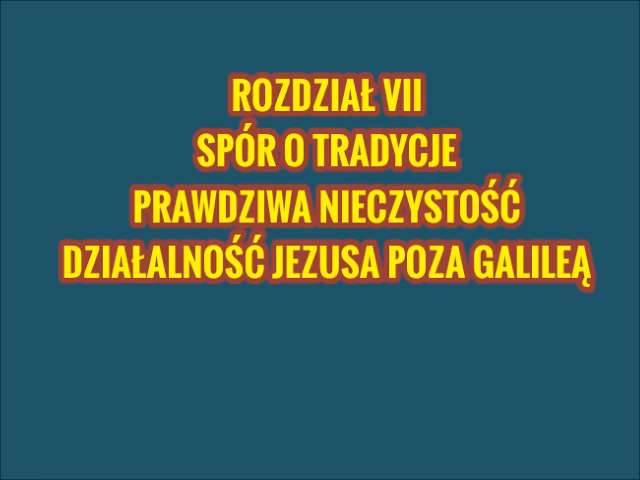 ROZDZIAŁ VII
SPÓR O TRADYCJE
PRAWDZIWA NIECZYSTOŚĆ
DZIAŁALNOŚĆ JEZUSA POZA GALILEĄ